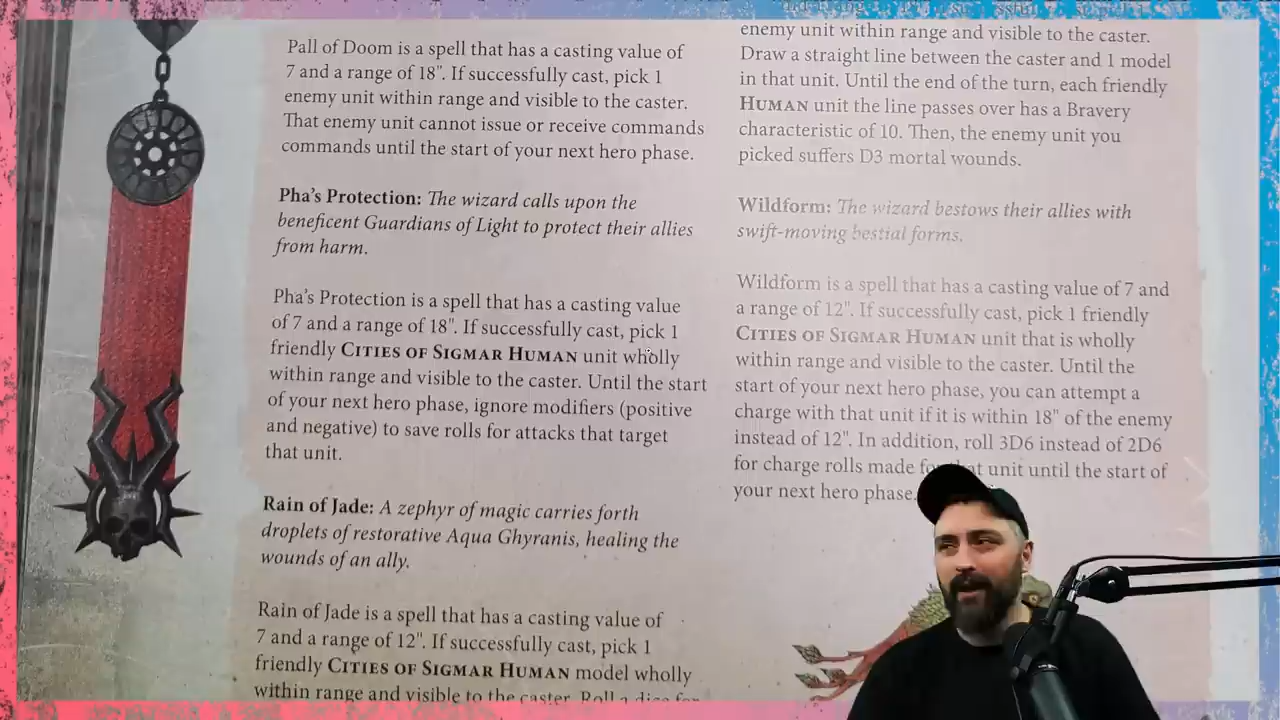 Pall of Doom is a spell that has a casting value of
7 and a range of 18". If successfully cast, pick 1
enemy unit within range and visible to the caster.
That enemy unit cannot issue or receive commands
commands until the start of your next hero phase.
Pha's Protection: The wizard calls upon the
beneficent Guardians of Light to protect their allies
from harm.
Pha's Protection is a spell that has a casting value
of 7 and a range of 18". If successfully cast, pick 1
friendly CITIES OF SIGMAR HUMAN unit wholly
within range and visible to the caster. Until the start
of your next hero phase, ignore modifiers (positive
and negative) to save rolls for attacks that target
that unit.
Rain of Jade: A zephyr of magic carries forth
droplets of restorative Aqua Ghyranis, healing the
wounds of an ally.
Rain of Jade is a spell that has a casting value of
7 and a range of 12". If successfully cast, pick 1
friendly CITIES OF SIGMAR HUMAN model wholly
within range and visible to the caster. Roll a dice for
enemy unit within range and visible to the caster.
Draw a straight line between the caster and 1 model
in that unit. Until the end of the turn, each friendly
HUMAN unit the line passes over has a Bravery
characteristic of 10. Then, the enemy unit you
picked suffers D3 mortal wounds.
Wildform: The wizard bestows their allies with
swift-moving bestial forms.
Wildform is a spell that has a casting value of 7 and
a range of 12". If successfully cast, pick 1 friendly
CITIES OF SIGMAR HUMAN unit that is wholly
within range and visible to the caster. Until the
start of your next hero phase, you can attempt a
charge with that unit if it is within 18" of the enemy
instead of 12". In addition, roll 3D6 instead of 2D6
for charge rolls made for that unit until the start of
your next hero phase.